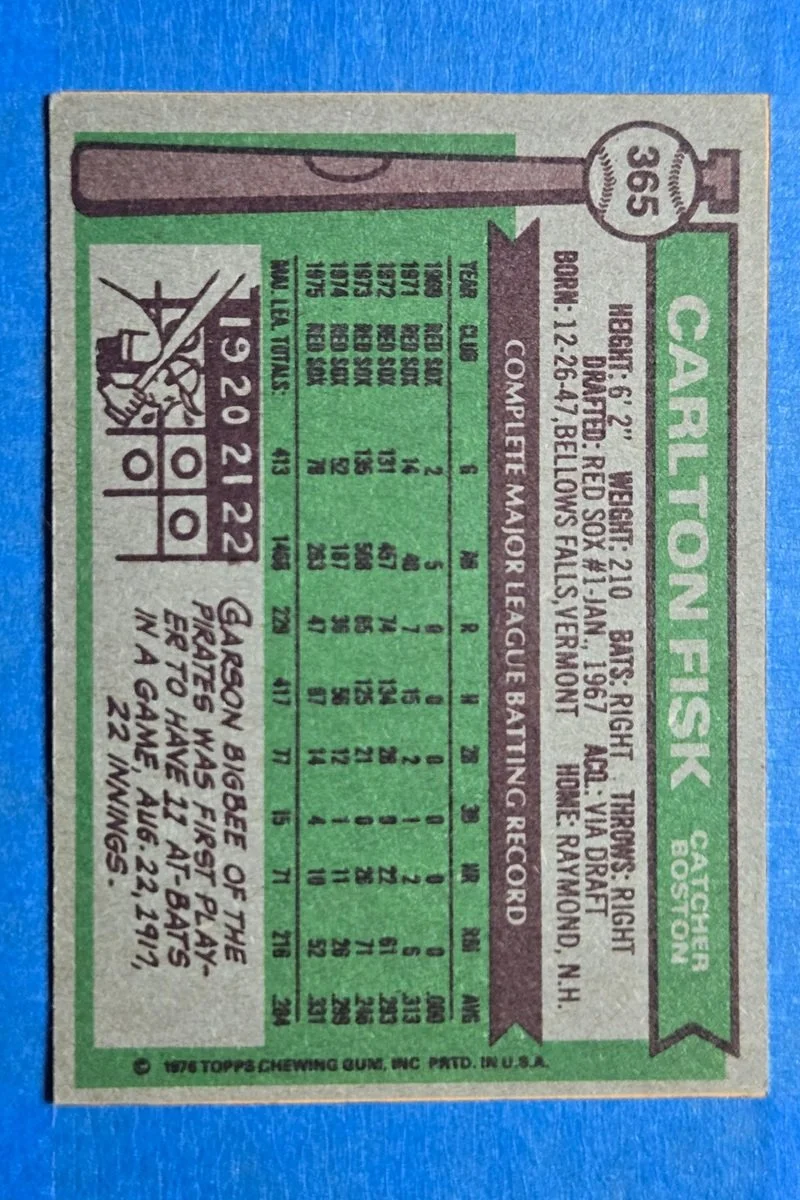 365
CARLTON FISK
CATCHER
BOSTON
HEIGHT: 6'2" WEIGHT: 210 BATS: RIGHT THROWS: RIGHT
DRAFTED: RED SOX #1-JAN., 1967 ACQ.: VIA DRAFT
BORN: 12-26-47, BELLOWS FALLS, VERMONT HOME RAYMOND, N.H.
COMPLETE MAJOR LEAGUE BATTING RECORD
YEAR CLUB G AB R H 2B 3B HR RBI AVG
1969 RED SOX 2 5 0 0 0 0 0 0 .000
1971 RED SOX 14 48 7 15 2 1 2 6 .313
1972 RED SOX 131 457 74 134 28 9 22 61 .293
1973 RED SOX 135 508 65 125 21 0 26 71 .246
1974 RED SOX 52 187 36 56 12 1 11 26 .299
1975 RED SOX 79 263 47 87 14 4 10 52 .331
MAJ. LEA. TOTALS: 413 1468 229 417 77 15 71 216 .284
19 20 21 22
0 0
0
CARSON BIGBEE OF THE
PIRATES WAS FIRST PLAY-
ER TO HAVE 11 AT-BATS
IN A GAME, AUG. 22, 1917,
22 INNINGS.
© 1976 TOPPS CHEWING GUM, INC PRTD. IN U.S.A.